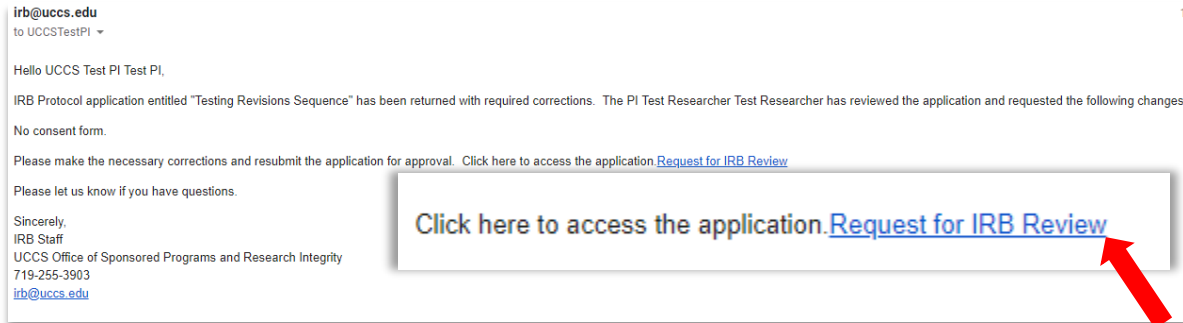 irb@uccs.edu
to UCCSTestPI
Hello UCCS Test PI Test PI,
IRB Protocol application entitled "Testing Revisions Sequence" has been returned with required corrections.  The PI Test Researcher Test Researcher has reviewed the application and requested the following changes
No consent form.
Please make the necessary corrections and resubmit the application for approval.  Click here to access the application.Request for IRB Review
Please let us know if you have questions.
Click here to access the application.Request for IRB Review
Sincerely,
IRB Staff
UCCS Office of Sponsored Programs and Research Integrity
719-255-3903
irb@uccs.edu